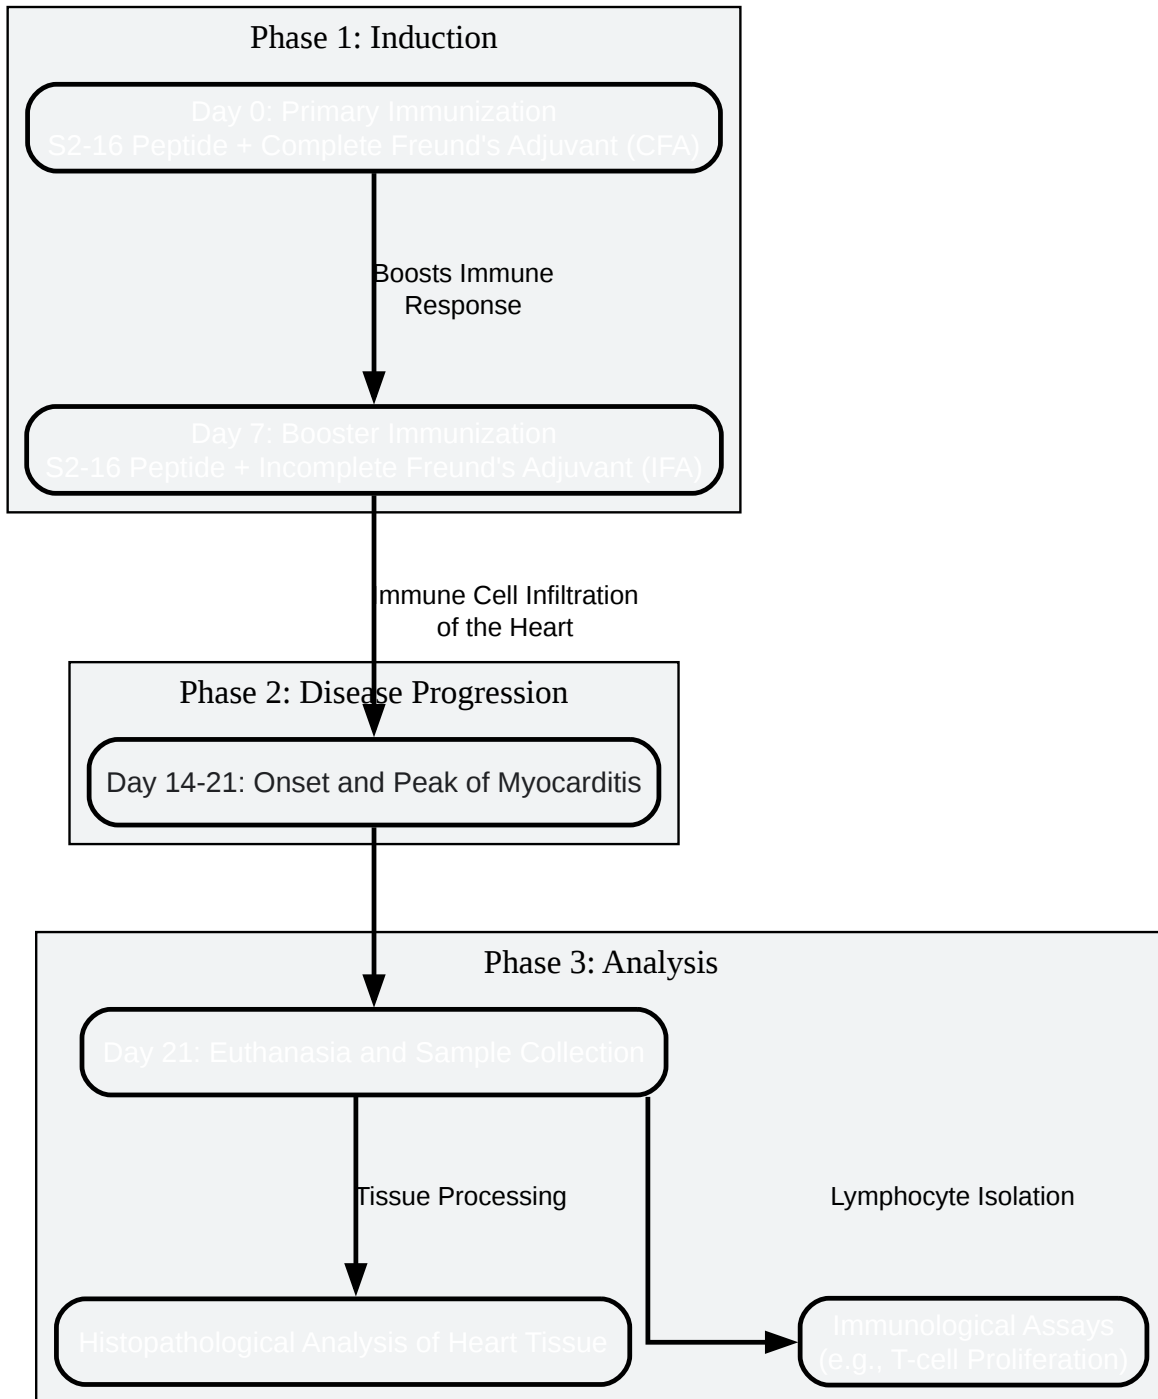 Phase 1: Induction
Day 0: Primary Immunization
S2-16 Peptide + Complete Freund's Adjuvant (CFA)
Boosts Immune
Response
Day 7: Booster Immunization
S2-16 Peptide + Incomplete Freund's Adjuvant (IFA)
Immune Cell Infiltration
of the Heart
Phase 2: Disease Progression
Day 14-21: Onset and Peak of Myocarditis
Phase 3: Analysis
Day 21: Euthanasia and Sample Collection
Tissue Processing
Lymphocyte Isolation
Histopathological Analysis of Heart Tissue
Immunological Assays
(e.g., T-cell Proliferation)